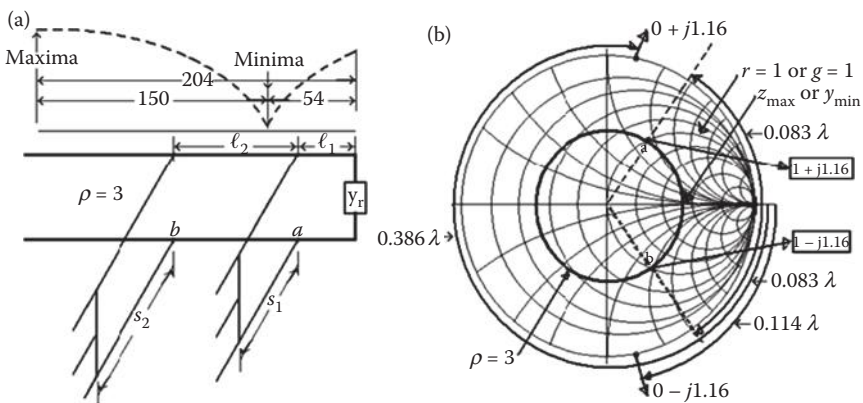 (a)
Maxima
Minima
204
150
54
ℓ2
ℓ1
ρ = 3
yr
b
a
s2
s1
(b)
0 + j1.16
r = 1 or g = 1
zmax or ymin
0.083 λ
a
1 + j1.16
0.386 λ
b
1 – j1.16
0.083 λ
0.114 λ
ρ = 3
0 – j1.16